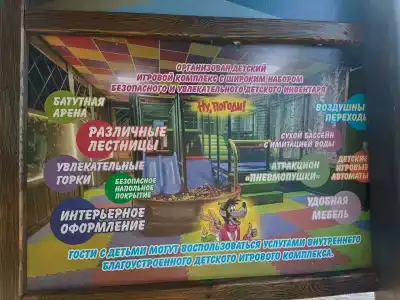 ОРГАНИЗОВАН ДЕТСКИЙ
ИГРОВОЙ КОМПЛЕКС С ШИРОКИМ НАБОРОМ
БЕЗОПАСНОГО И УВЛЕКАТЕЛЬНОГО ДЕТСКОГО ИНВЕНТАРЯ
Ну, погоди!
БАТУТНАЯ
АРЕНА
ВОЗДУШНЫЕ
ПЕРЕХОДЫ
РАЗЛИЧНЫЕ
ЛЕСТНИЦЫ
СУХОЙ БАССЕЙН
С ИМИТАЦИЕЙ ВОДЫ
УВЛЕКАТЕЛЬНЫЕ
ГОРКИ
АТРАКЦИОН
«ПНЕВМОПУШКИ»
ДЕТСКИЕ
ИГРОВЫЕ
АВТОМАТЫ
БЕЗОПАСНОЕ
НАПОЛЬНОЕ
ПОКРЫТИЕ
ИНТЕРЬЕРНОЕ
ОФОРМЛЕНИЕ
УДОБНАЯ
МЕБЕЛЬ
ГОСТИ С ДЕТЬМИ МОГУТ ВОСПОЛЬЗОВАТЬСЯ УСЛУГАМИ ВНУТРЕННЕГО
БЛАГОУСТРОЕННОГО ДЕТСКОГО ИГРОВОГО КОМПЛЕКСА.